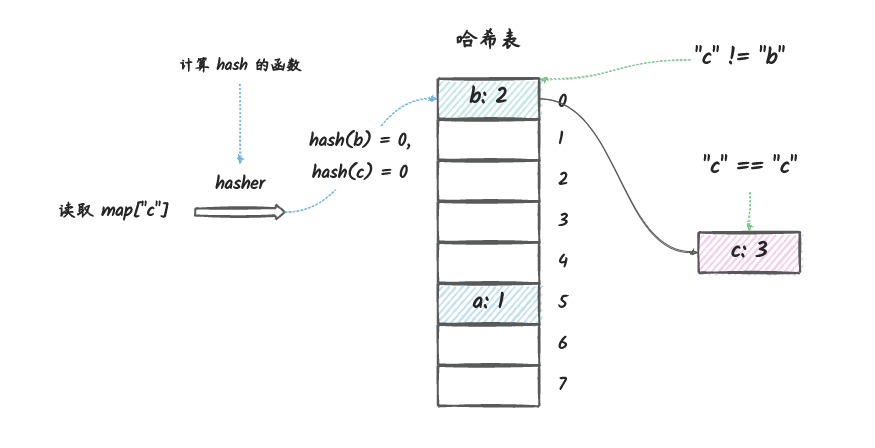 哈希表
"c" != "b"
计算 hash 的函数
b: 2
0
hash(b) = 0,
hash(c) = 0
1
"c" == "c"
hasher
2
读取 map["c"]
3
c: 3
4
a: 1
5
6
7